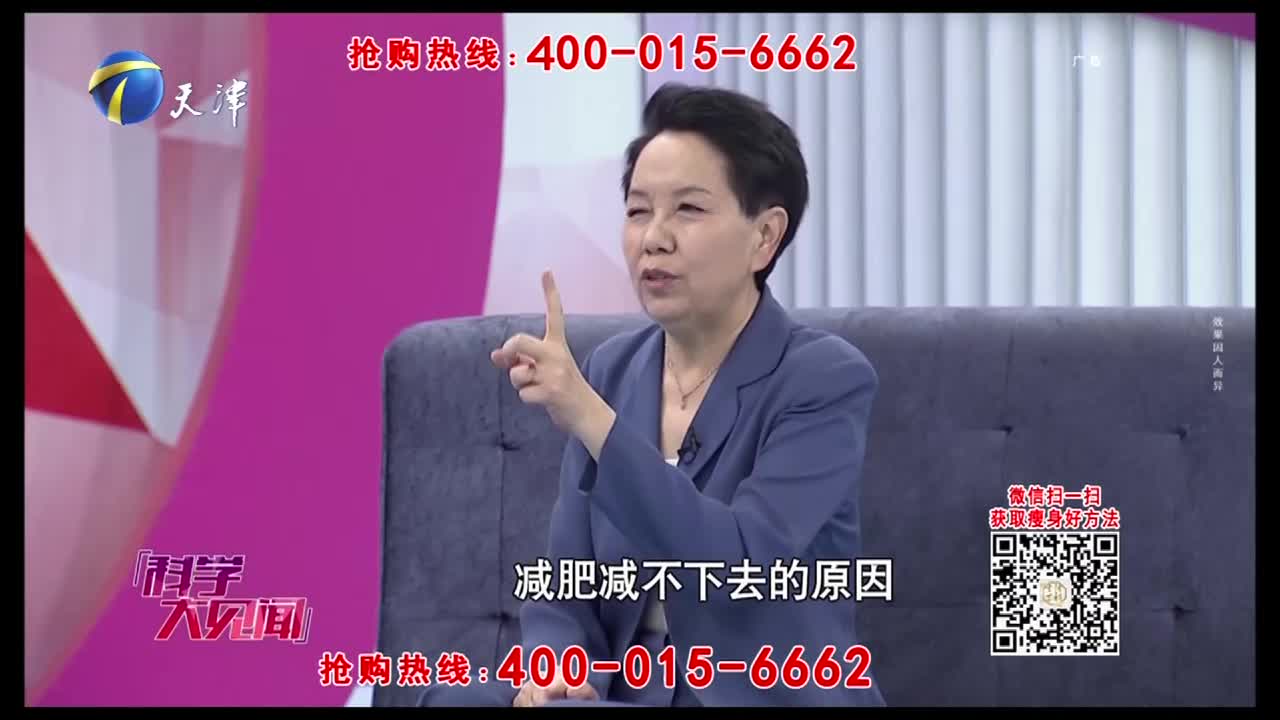 抢购热线:400-015-6662
天津
广告
效果因人而异
微信扫一扫
获取瘦身好方法
『科学大见闻』
减肥减不下去的原因
抢购热线:400-015-6662